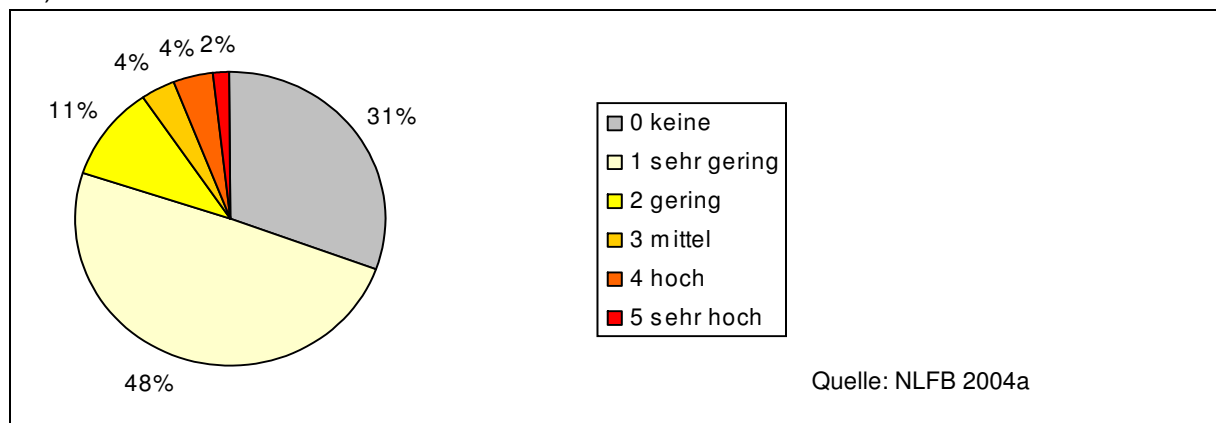 4% 4% 2%
11%
31%
48%
0 keine
1 sehr gering
2 gering
3 mittel
4 hoch
5 sehr hoch
Quelle: NLFB 2004a